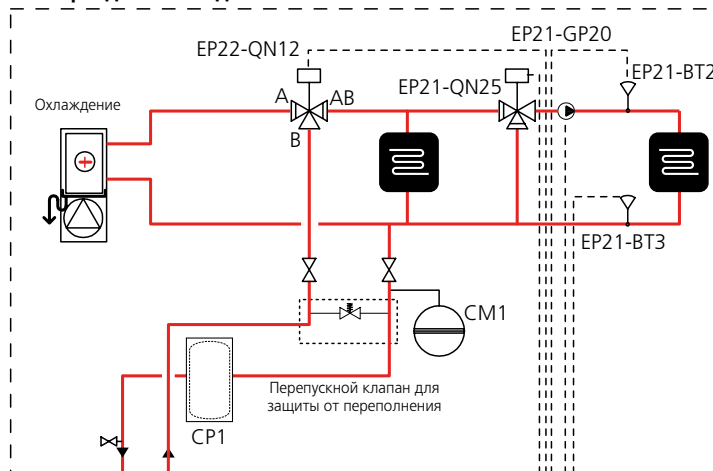 EP21-GP20
EP22-QN12
EP21-BT2
EP21-QN25
A
AB
Охлаждение
B
EP21-BT3
CM1
Перепускной клапан для
защиты от переполнения
CP1